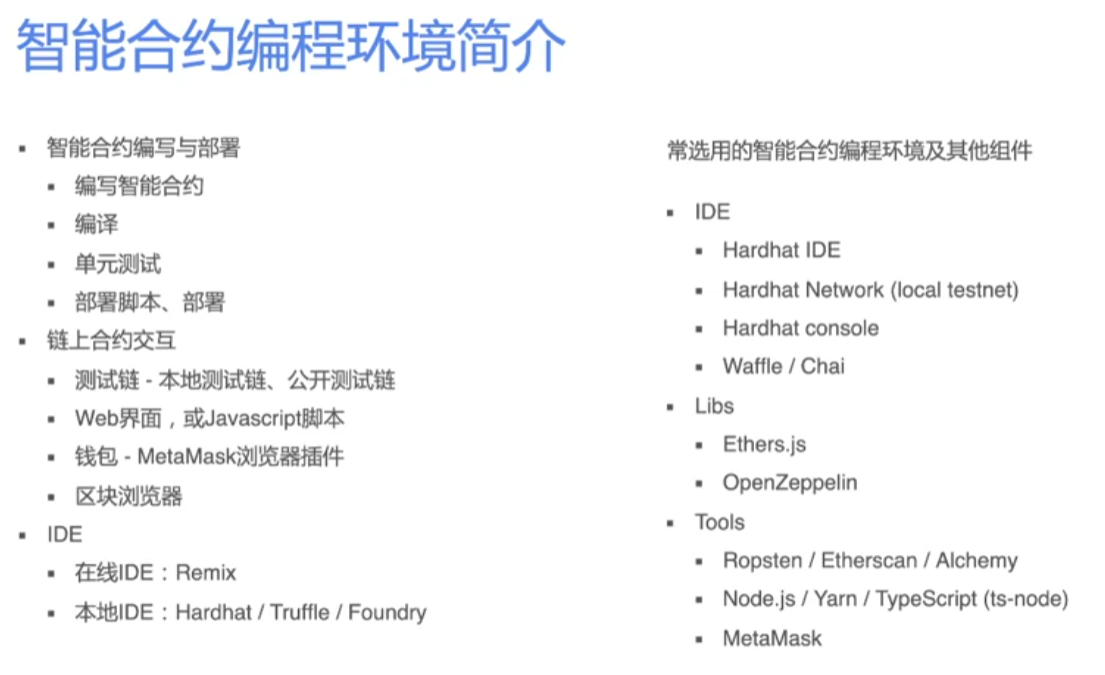 智能合约编程环境简介
▪ 智能合约编写与部署
▪ 编写智能合约
▪ 编译
▪ 单元测试
▪ 部署脚本、部署
▪ 链上合约交互
▪ 测试链 - 本地测试链、公开测试链
▪ Web界面，或Javascript脚本
▪ 钱包 - MetaMask浏览器插件
▪ 区块浏览器
▪ IDE
▪ 在线IDE：Remix
▪ 本地IDE：Hardhat / Truffle / Foundry
常选用的智能合约编程环境及其他组件
▪ IDE
▪ Hardhat IDE
▪ Hardhat Network (local testnet)
▪ Hardhat console
▪ Waffle / Chai
▪ Libs
▪ Ethers.js
▪ OpenZeppelin
▪ Tools
▪ Ropsten / Etherscan / Alchemy
▪ Node.js / Yarn / TypeScript (ts-node)
▪ MetaMask